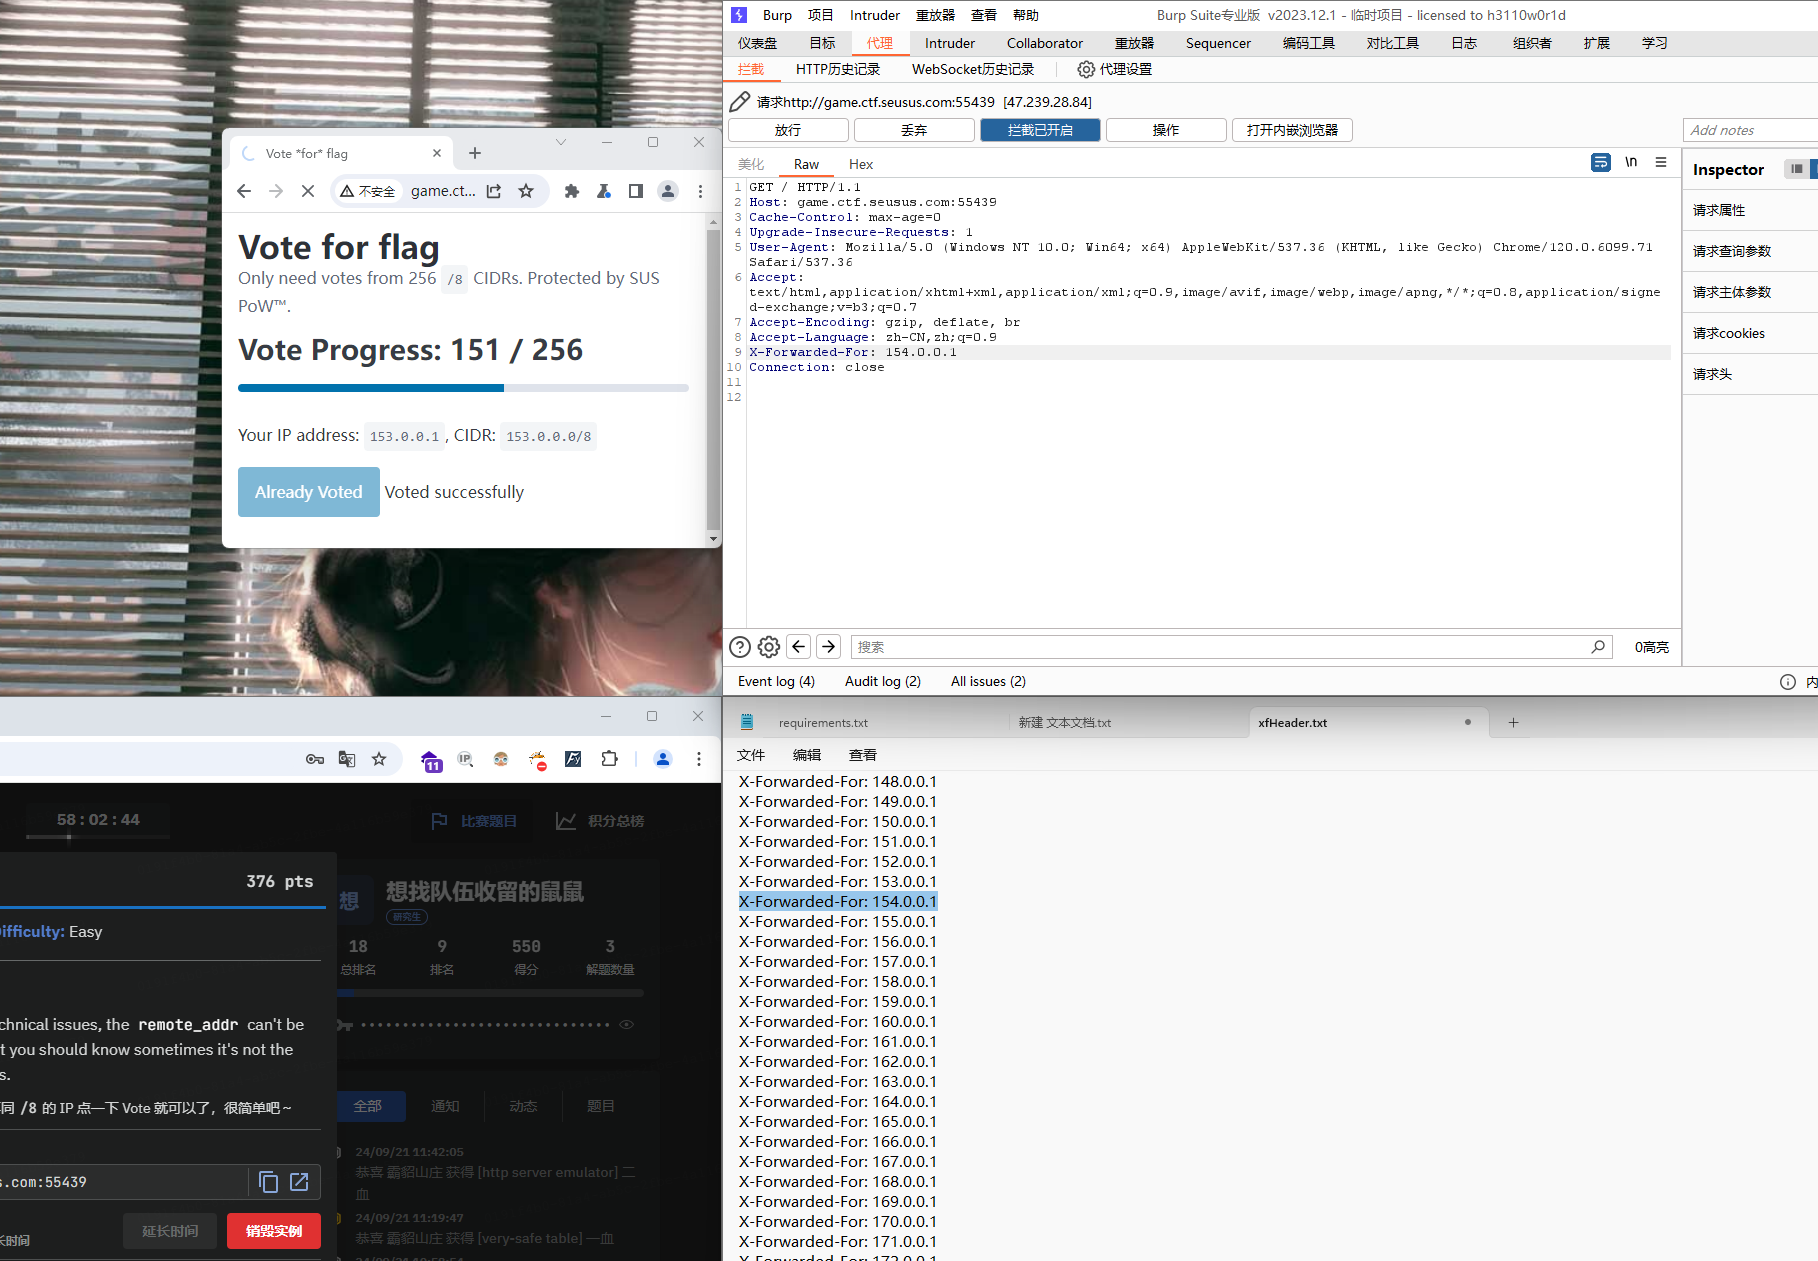 Burp 项目 Intruder 重放器 查看 帮助 Burp Suite专业版 v2023.12.1 - 临时项目 - licensed to h3110w0r1d
仪表盘 目标 代理 Intruder Collaborator 重放器 Sequencer 编码工具 对比工具 日志 组织者 扩展 学习
拦截 HTTP历史记录 WebSocket历史记录 代理设置
请求http://game.ctf.seusus.com:55439 [47.239.28.84]
放行 丢弃 拦截已开启 操作 打开内嵌浏览器 Add notes
美化 Raw Hex \n
1 GET / HTTP/1.1
2 Host: game.ctf.seusus.com:55439
3 Cache-Control: max-age=0
4 Upgrade-Insecure-Requests: 1
5 User-Agent: Mozilla/5.0 (Windows NT 10.0; Win64; x64) AppleWebKit/537.36 (KHTML, like Gecko) Chrome/120.0.6099.71
Safari/537.36
6 Accept:
text/html,application/xhtml+xml,application/xml;q=0.9,image/avif,image/webp,image/apng,*/*;q=0.8,application/signe
d-exchange;v=b3;q=0.7
7 Accept-Encoding: gzip, deflate, br
8 Accept-Language: zh-CN,zh;q=0.9
9 X-Forwarded-For: 154.0.0.1
10 Connection: close
11
12
Inspector
请求属性
请求查询参数
请求主体参数
请求cookies
请求头
搜索 0高亮
Event log (4) Audit log (2) All issues (2) 内
Vote *for* flag
不安全 game.ct...
Vote for flag
Only need votes from 256 /8 CIDRs. Protected by SUS
PoW™.
Vote Progress: 151 / 256
Your IP address: 153.0.0.1 , CIDR: 153.0.0.0/8
Already Voted Voted successfully
11 IP Fy
58 : 02 : 44 比赛题目 积分总榜
376 pts
ifficulty: Easy
chnical issues, the remote_addr can't be
t you should know sometimes it's not the
s.
同 /8 的 IP 点一下 Vote 就可以了，很简单吧～
s.com:55439
长时间 延长时间 销毁实例
想 想找队伍收留的鼠鼠
研究生
18 9 550 3
总排名 排名 得分 解题数量
全部 通知 动态 题目
24/09/21 11:42:05
恭喜 霸貂山庄 获得 [http server emulator] 二
血
24/09/21 11:19:47
恭喜 霸貂山庄 获得 [very-safe table] 一血
requirements.txt 新建 文本文档.txt xfHeader.txt
文件 编辑 查看
X-Forwarded-For: 148.0.0.1
X-Forwarded-For: 149.0.0.1
X-Forwarded-For: 150.0.0.1
X-Forwarded-For: 151.0.0.1
X-Forwarded-For: 152.0.0.1
X-Forwarded-For: 153.0.0.1
X-Forwarded-For: 154.0.0.1
X-Forwarded-For: 155.0.0.1
X-Forwarded-For: 156.0.0.1
X-Forwarded-For: 157.0.0.1
X-Forwarded-For: 158.0.0.1
X-Forwarded-For: 159.0.0.1
X-Forwarded-For: 160.0.0.1
X-Forwarded-For: 161.0.0.1
X-Forwarded-For: 162.0.0.1
X-Forwarded-For: 163.0.0.1
X-Forwarded-For: 164.0.0.1
X-Forwarded-For: 165.0.0.1
X-Forwarded-For: 166.0.0.1
X-Forwarded-For: 167.0.0.1
X-Forwarded-For: 168.0.0.1
X-Forwarded-For: 169.0.0.1
X-Forwarded-For: 170.0.0.1
X-Forwarded-For: 171.0.0.1
X-Forwarded-For: 172.0.0.1